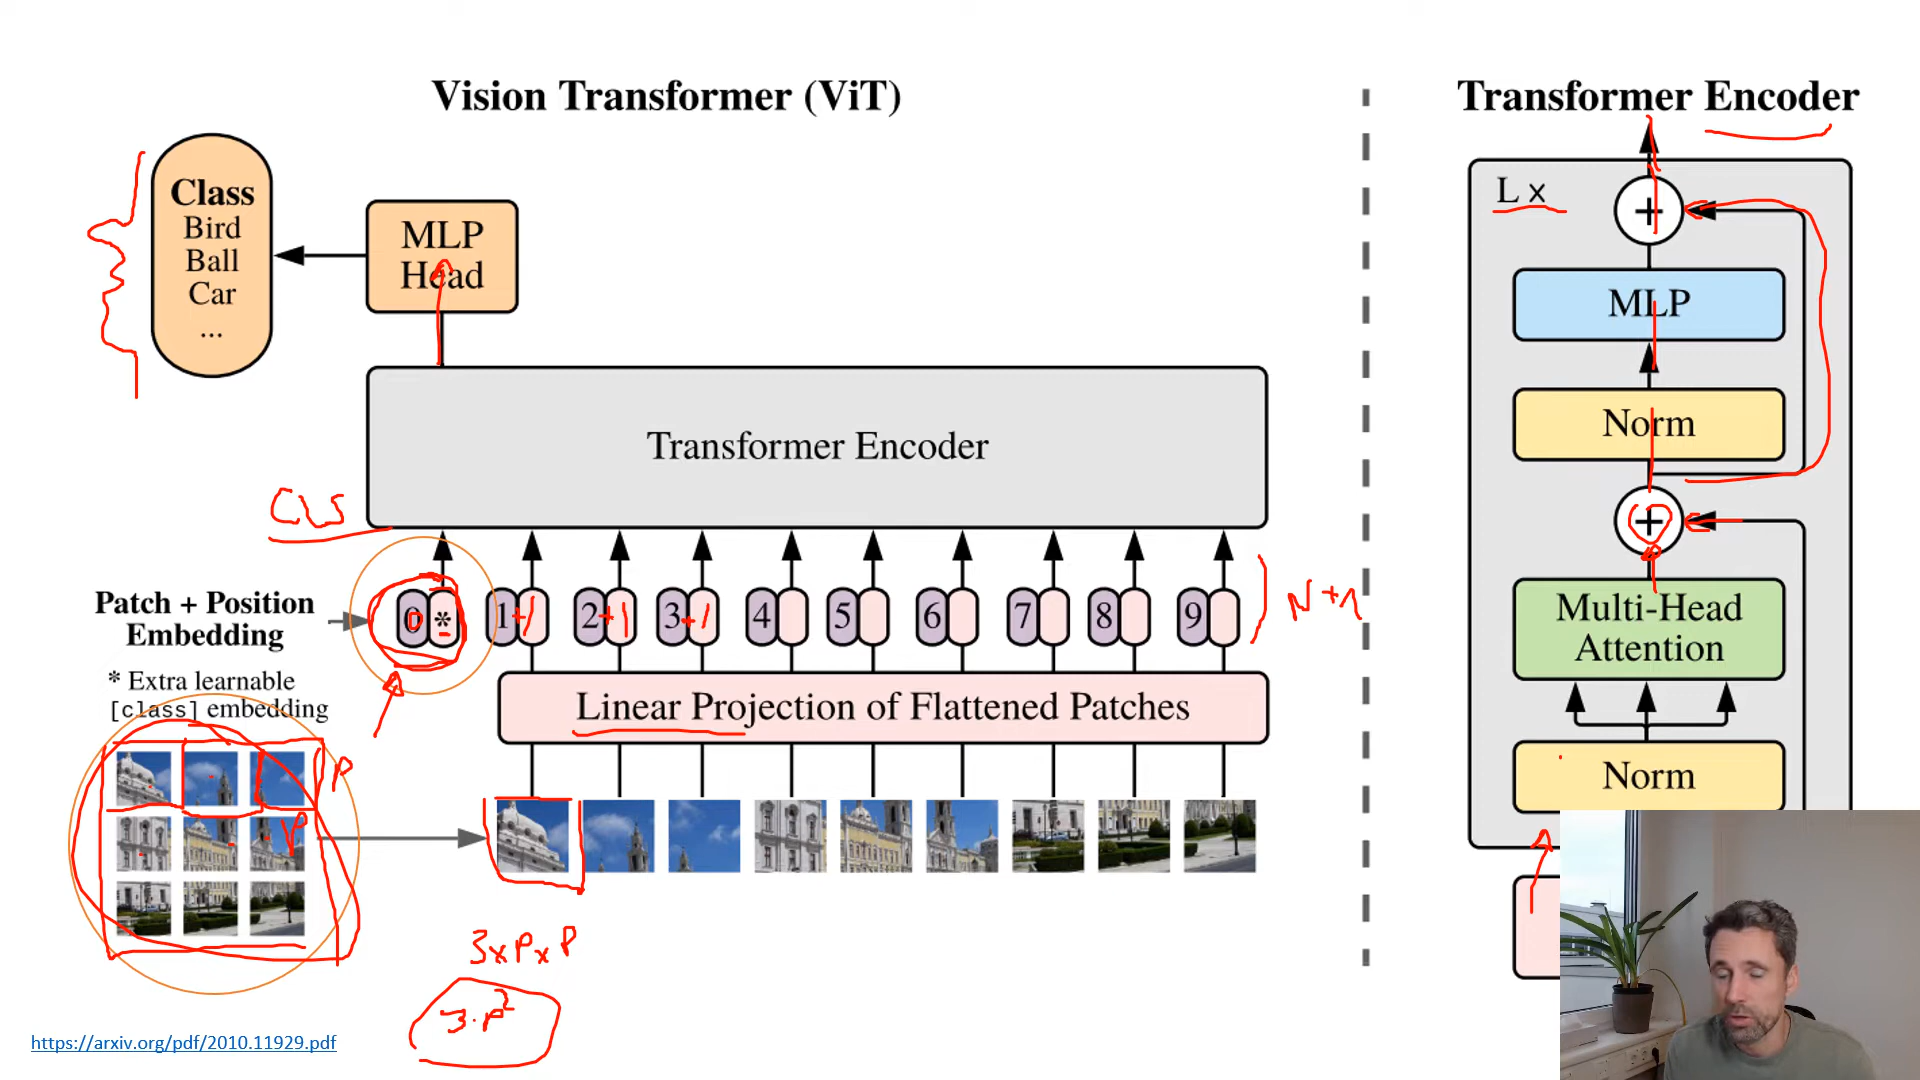 Vision Transformer (ViT)
Class
Bird
Ball
Car
...
MLP
Head
Transformer Encoder
CLS
Patch + Position
Embedding
* Extra learnable
[class] embedding
0 *
1 + 2 + 3 + 4 5 6 7 8 9
N+1
Linear Projection of Flattened Patches
P
P
3xPxP
3·P²
https://arxiv.org/pdf/2010.11929.pdf
Transformer Encoder
L x
+
MLP
Norm
+
Multi-Head
Attention
Norm